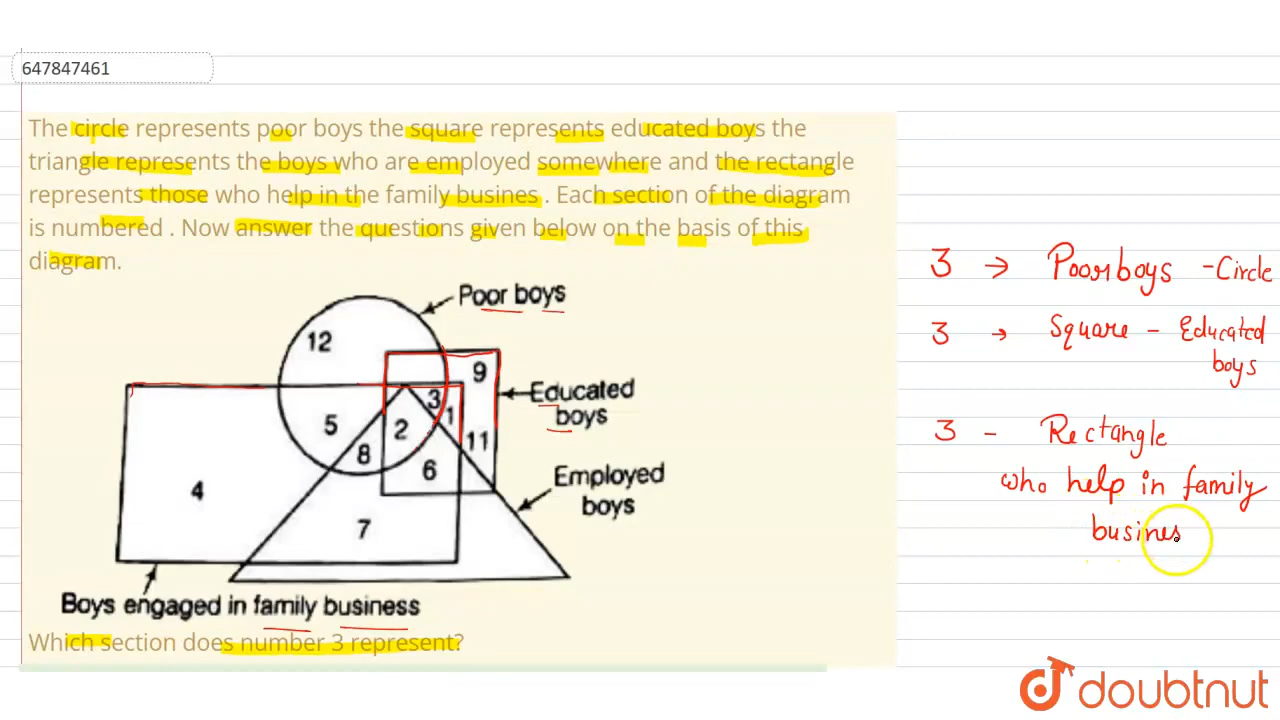 647847461
The circle represents poor boys the square represents educated boys the
triangle represents the boys who are employed somewhere and the rectangle
represents those who help in the family busines . Each section of the diagram
is numbered . Now answer the questions given below on the basis of this
diagram.
Poor boys
12
9
Educated
boys
3
1
5
2
8
11
6
Employed
boys
4
7
Boys engaged in family business
Which section does number 3 represent?
3 → Poor boys - Circle
3 → Square - Educated
boys
3 - Rectangle
who help in family
busines
doubtnut